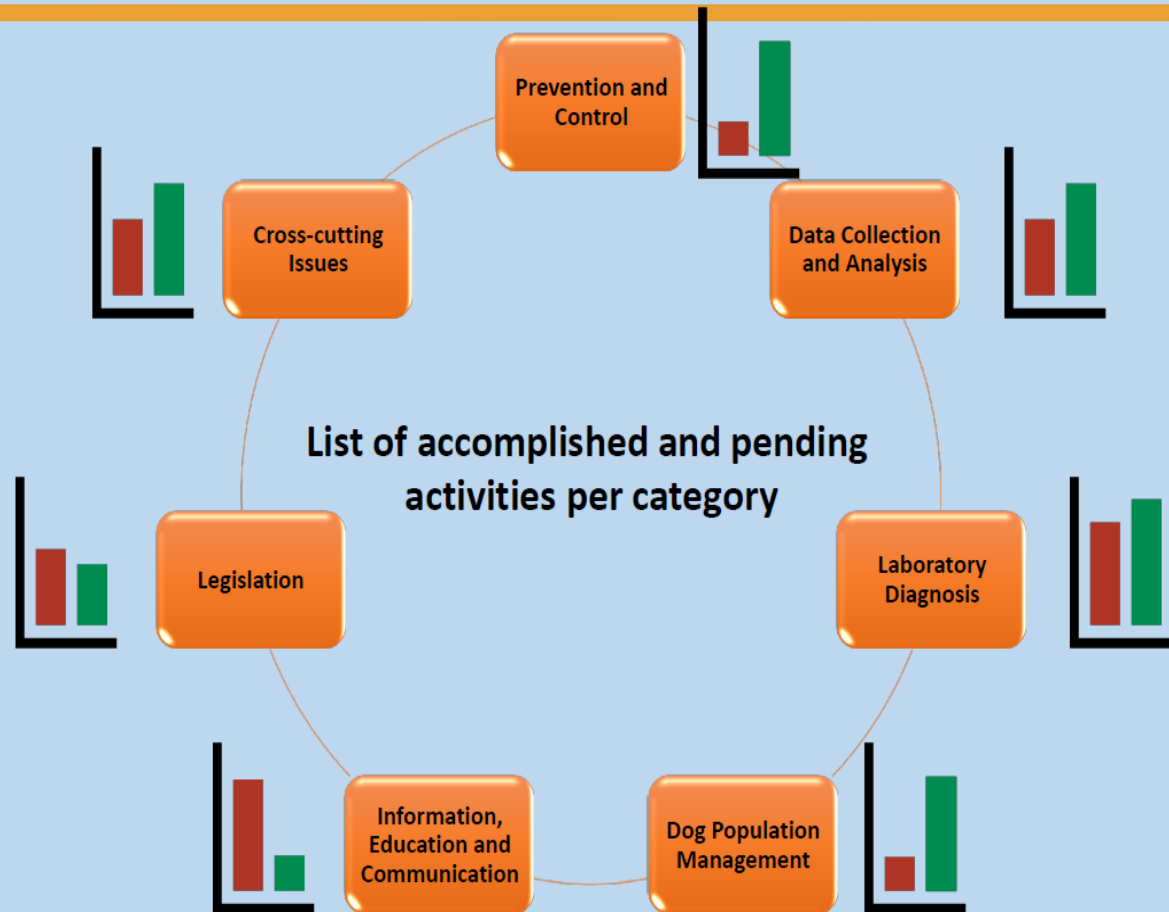 Prevention and
Control
Cross-cutting
Issues
Data Collection
and Analysis
List of accomplished and pending
activities per category
Legislation
Laboratory
Diagnosis
Information,
Education and
Communication
Dog Population
Management